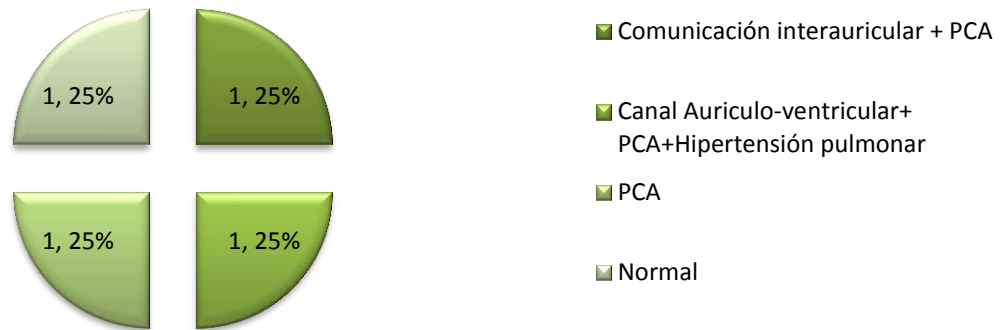 1, 25%
1, 25%
1, 25%
1, 25%
Comunicación interauricular + PCA
Canal Auriculo-ventricular+
PCA+Hipertensión pulmonar
PCA
Normal